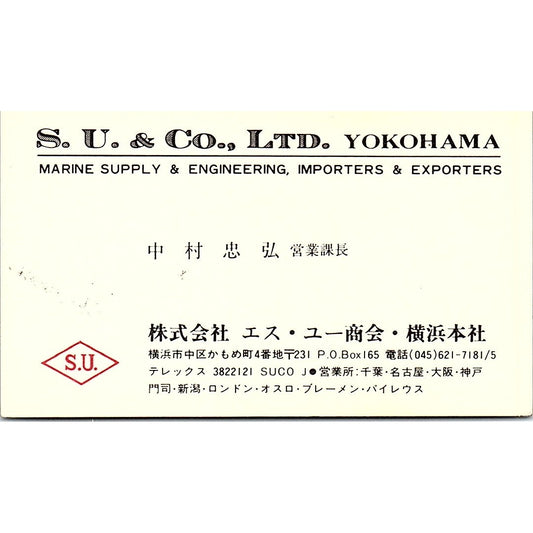 S. U. & CO., LTD. YOKOHAMA
MARINE SUPPLY & ENGINEERING, IMPORTERS & EXPORTERS
中村忠弘 営業課長
株式会社 エス・ユー商会・横浜本社
横浜市中区かもめ町4番地〒231 P.O.Box165 電話(045)621-7181/5
テレックス 3822121 SUCO J●営業所:千葉・名古屋・大阪・神戸
門司・新潟・ロンドン・オスロ・ブレーメン・パイレウス
S.U.